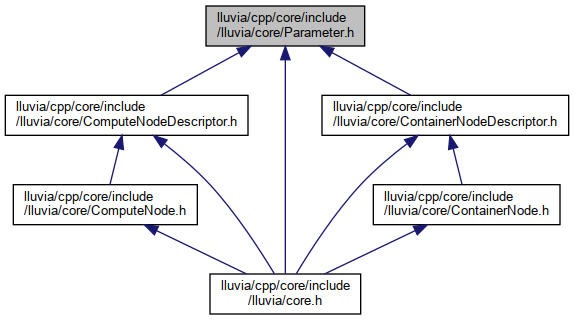 lluvia/cpp/core/include
/lluvia/core/Parameter.h
lluvia/cpp/core/include
/lluvia/core/ComputeNodeDescriptor.h
lluvia/cpp/core/include
/lluvia/core/ContainerNodeDescriptor.h
lluvia/cpp/core/include
/lluvia/core/ComputeNode.h
lluvia/cpp/core/include
/lluvia/core/ContainerNode.h
lluvia/cpp/core/include
/lluvia/core.h